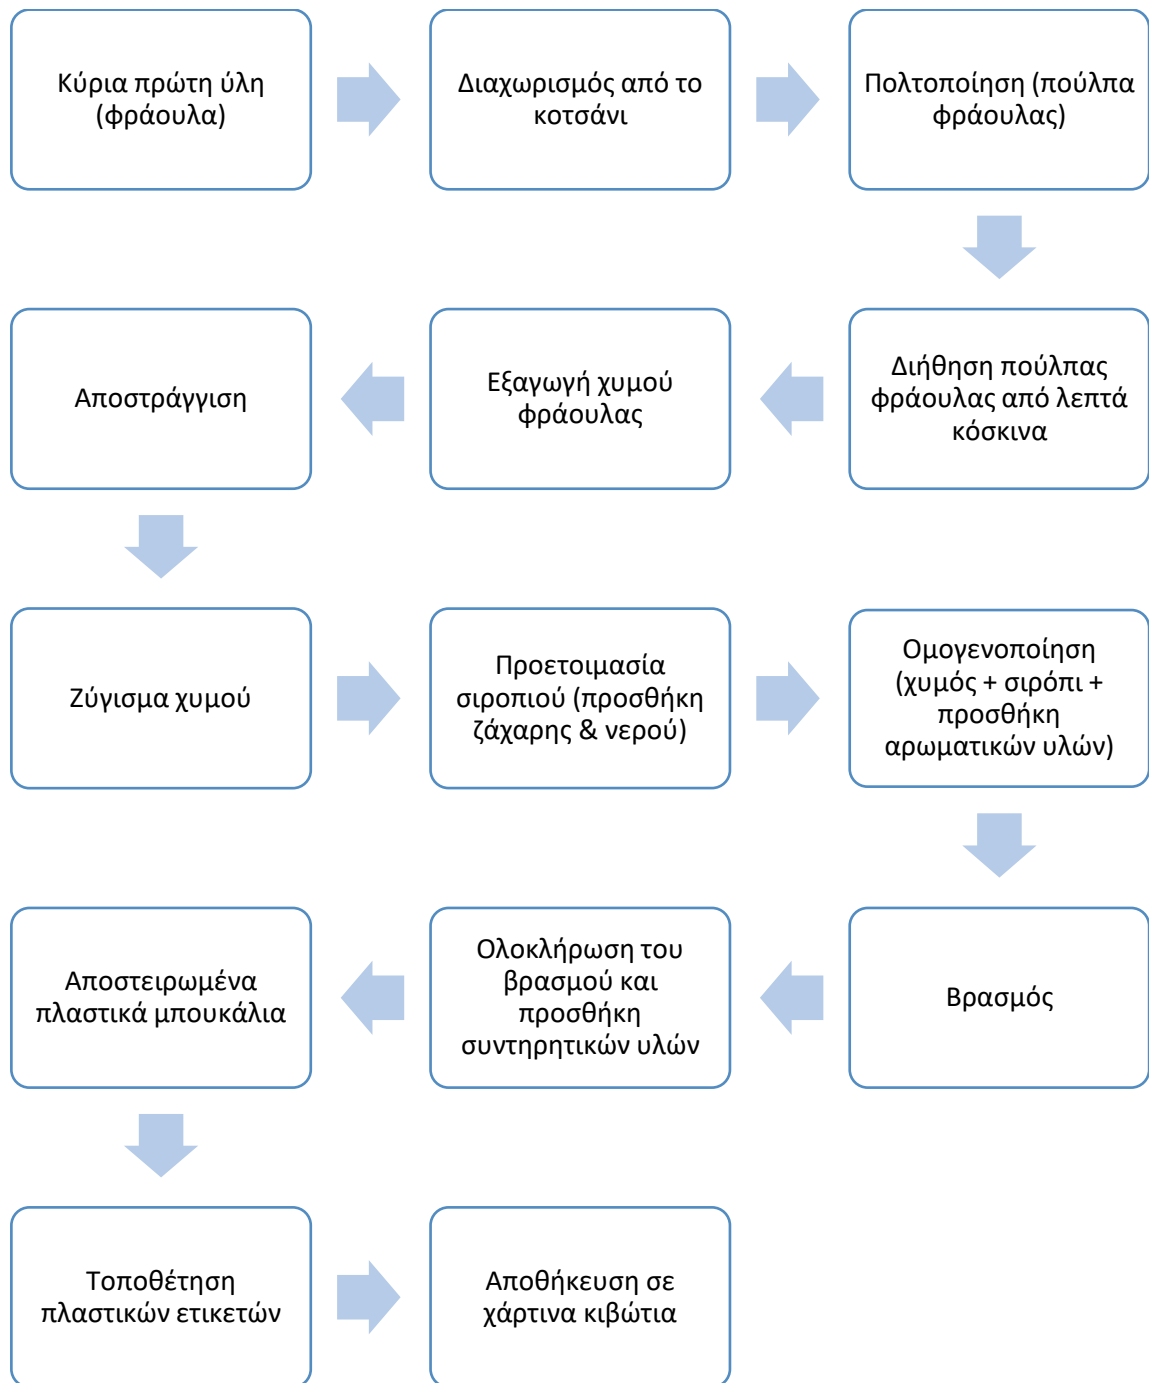 Κύρια πρώτη ύλη
(φράουλα)
Διαχωρισμός από το
κοτσάνι
Πολτοποίηση (πούλπα
φράουλας)
Διήθηση πούλπας
φράουλας από λεπτά
κόσκινα
Εξαγωγή χυμού
φράουλας
Αποστράγγιση
Ζύγισμα χυμού
Προετοιμασία
σιροπιού (προσθήκη
ζάχαρης & νερού)
Ομογενοποίηση
(χυμός + σιρόπι +
προσθήκη
αρωματικών υλών)
Βρασμός
Ολοκλήρωση του
βρασμού και
προσθήκη
συντηρητικών υλών
Αποστειρωμένα
πλαστικά μπουκάλια
Τοποθέτηση
πλαστικών ετικετών
Αποθήκευση σε
χάρτινα κιβώτια